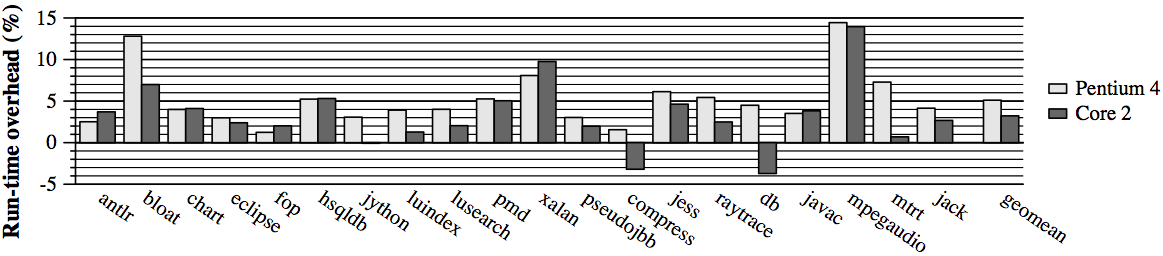 Run-time overhead (%)
15
10
5
0
-5
antlr
bloat
chart
eclipse
fop
hsqldb
jython
luindex
lusearch
pmd
xalan
pseudojbb
compress
jess
raytrace
db
javac
mpegaudio
mtrt
jack
geomean
Pentium 4
Core 2